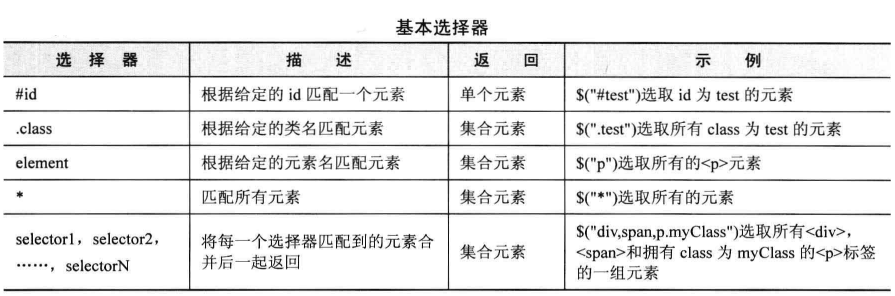 基本选择器
选 择 器 描 述 返 回 示 例
#id 根据给定的 id 匹配一个元素 单个元素 $("#test")选取 id 为 test 的元素
.class 根据给定的类名匹配元素 集合元素 $(".test")选取所有 class 为 test 的元素
element 根据给定的元素名匹配元素 集合元素 $("p")选取所有的<p>元素
* 匹配所有元素 集合元素 $("*")选取所有的元素
selector1，selector2，
……，selectorN
将每一个选择器匹配到的元素合
并后一起返回
集合元素
$("div,span,p.myClass")选取所有<div>，
<span>和拥有 class 为 myClass 的<p>标签
的一组元素